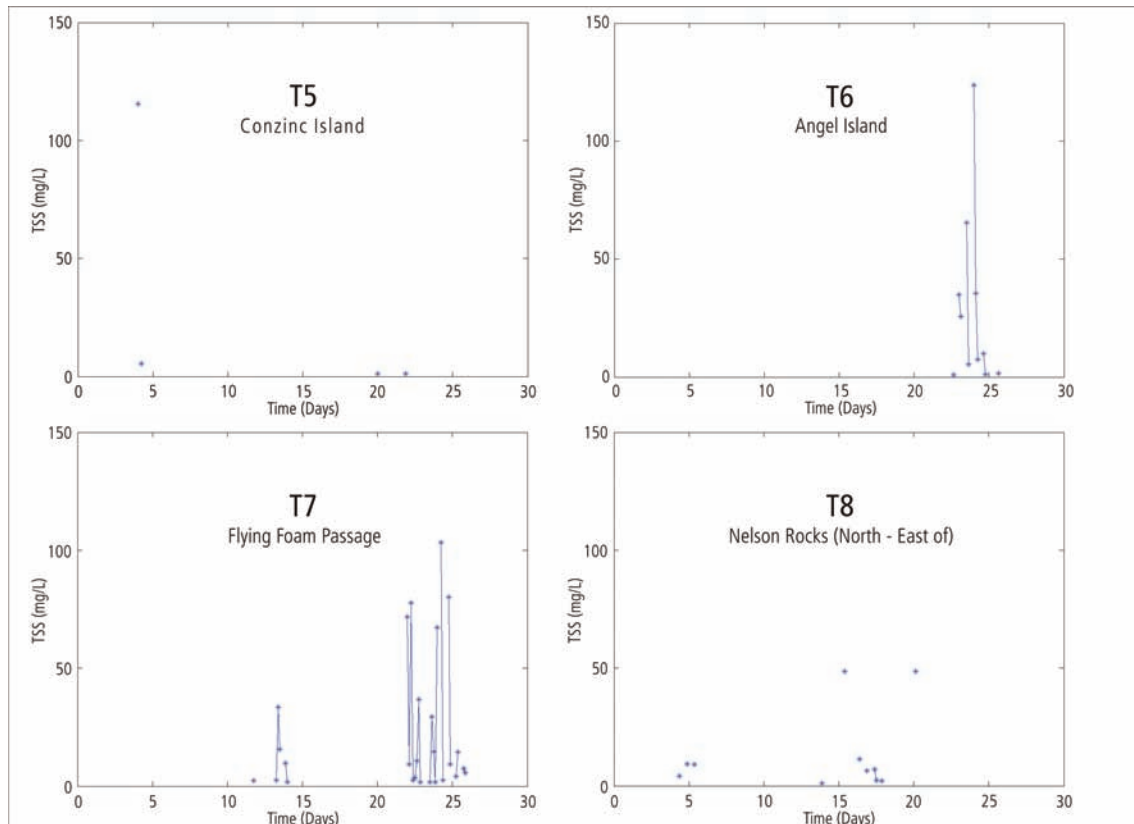 150
100
50
0
TSS (mg/L)
T5
Conzinc Island
0 5 10 15 20 25 30
Time (Days)
150
100
50
0
TSS (mg/L)
T6
Angel Island
0 5 10 15 20 25 30
Time (Days)
150
100
50
0
TSS (mg/L)
T7
Flying Foam Passage
0 5 10 15 20 25 30
Time (Days)
150
100
50
0
TSS (mg/L)
T8
Nelson Rocks (North - East of)
0 5 10 15 20 25 30
Time (Days)